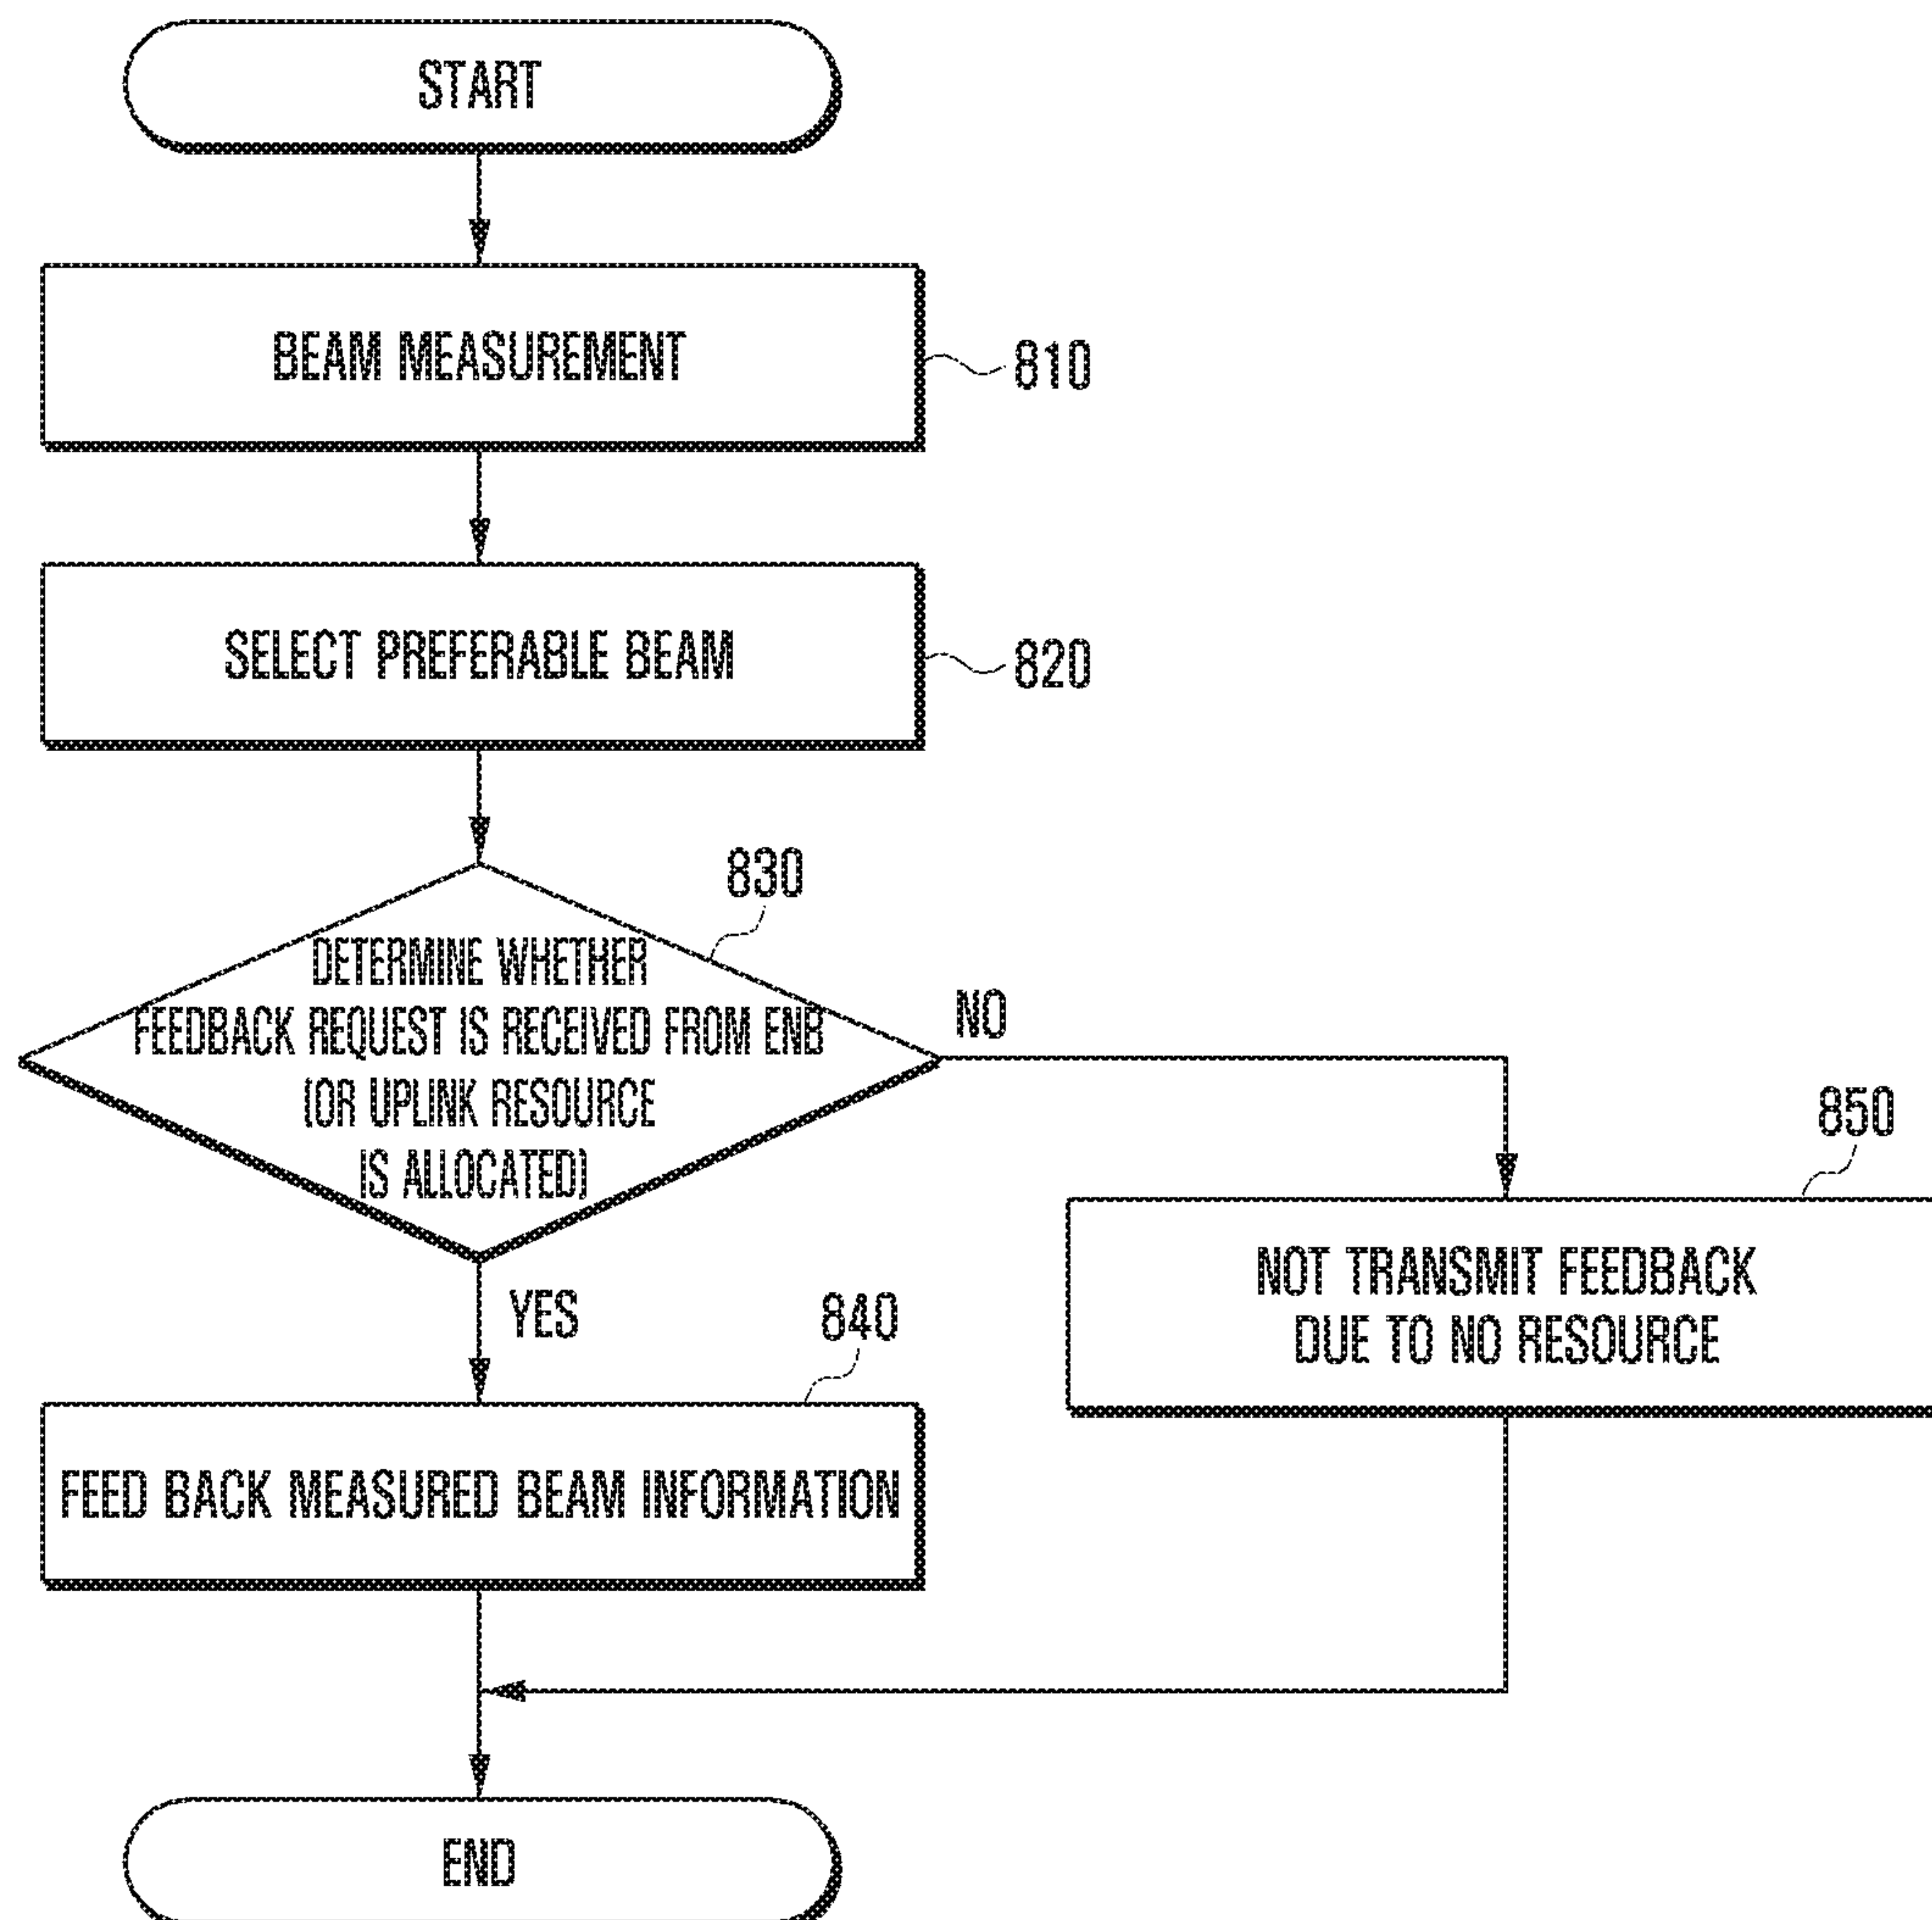 START
BEAM MEASUREMENT
810
SELECT PREFERABLE BEAM
820
830
DETERMINE WHETHER
FEEDBACK REQUEST IS RECEIVED FROM ENB
(OR UPLINK RESOURCE
IS ALLOCATED)
NO
850
NOT TRANSMIT FEEDBACK
DUE TO NO RESOURCE
YES
840
FEED BACK MEASURED BEAM INFORMATION
END